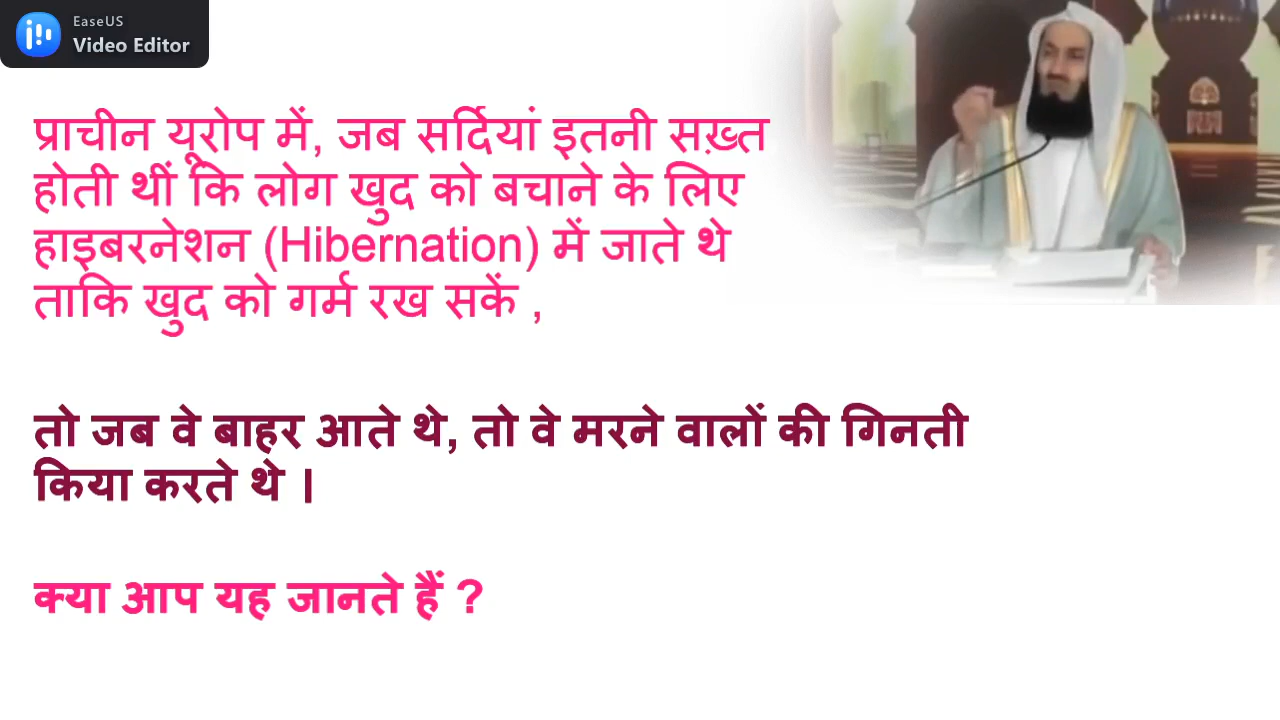 EaseUS
Video Editor
प्राचीन यूरोप में, जब सर्दियां इतनी सख़्त
होती थीं कि लोग खुद को बचाने के लिए
हाइबरनेशन (Hibernation) में जाते थे
ताकि खुद को गर्म रख सकें ,
तो जब वे बाहर आते थे, तो वे मरने वालों की गिनती
किया करते थे ।
क्या आप यह जानते हैं ?